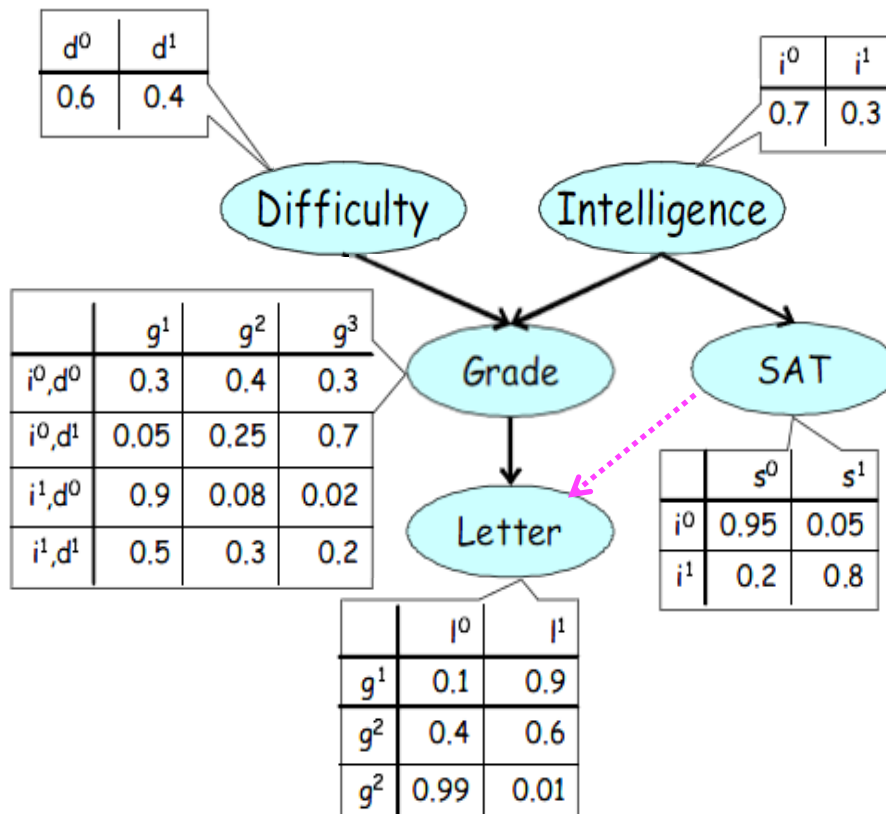 d⁰ d¹
0.6 0.4
i⁰ i¹
0.7 0.3
Difficulty
Intelligence
g¹ g² g³
i⁰,d⁰ 0.3 0.4 0.3
i⁰,d¹ 0.05 0.25 0.7
i¹,d⁰ 0.9 0.08 0.02
i¹,d¹ 0.5 0.3 0.2
Grade
SAT
s⁰ s¹
i⁰ 0.95 0.05
i¹ 0.2 0.8
Letter
l⁰ l¹
g¹ 0.1 0.9
g² 0.4 0.6
g² 0.99 0.01